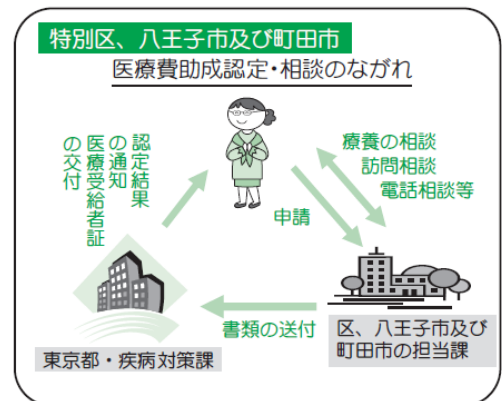 特別区、八王子市及び町田市
医療費助成認定・相談のながれ
認定結果
の通知
医療受給者証
の交付
療養の相談
訪問相談
電話相談等
申請
書類の送付
東京都・疾病対策課
区、八王子市及び
町田市の担当課